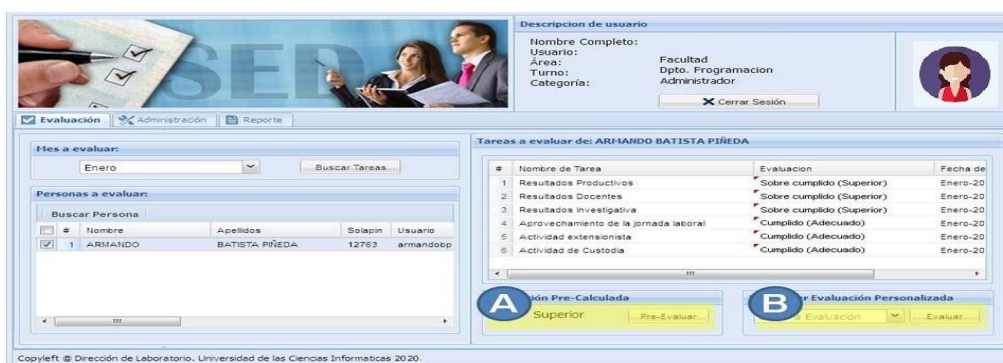 SED
Descripcion de usuario
Nombre Completo:
Usuario:
Área: Facultad
Turno: Dpto. Programacion
Categoría: Administrador
Cerrar Sesión
Evaluación Administración Reporte
Mes a evaluar:
Enero Buscar Tareas
Personas a evaluar:
Buscar Persona
# Nombre Apellidos Solapin Usuario
1 ARMANDO BATISTA PIÑEDA 12763 armandobp
Tareas a evaluar de: ARMANDO BATISTA PIÑEDA
# Nombre de Tarea Evaluacion Fecha de
1 Resultados Productivos Sobre cumplido (Superior) Enero-20
2 Resultados Docentes Sobre cumplido (Superior) Enero-20
3 Resultados Investigativa Sobre cumplido (Superior) Enero-20
4 Aprovechamiento de la jornada laboral Cumplido (Adecuado) Enero-20
5 Actividad extensionista Cumplido (Adecuado) Enero-20
6 Actividad de Custodia Cumplido (Adecuado) Enero-20
A ión Pre-Calculada
Superior Pre-Evaluar
B r Evaluación Personalizada
Evaluación Evaluar
Copyleft @ Dirección de Laboratorio. Universidad de las Ciencias Informaticas 2020.